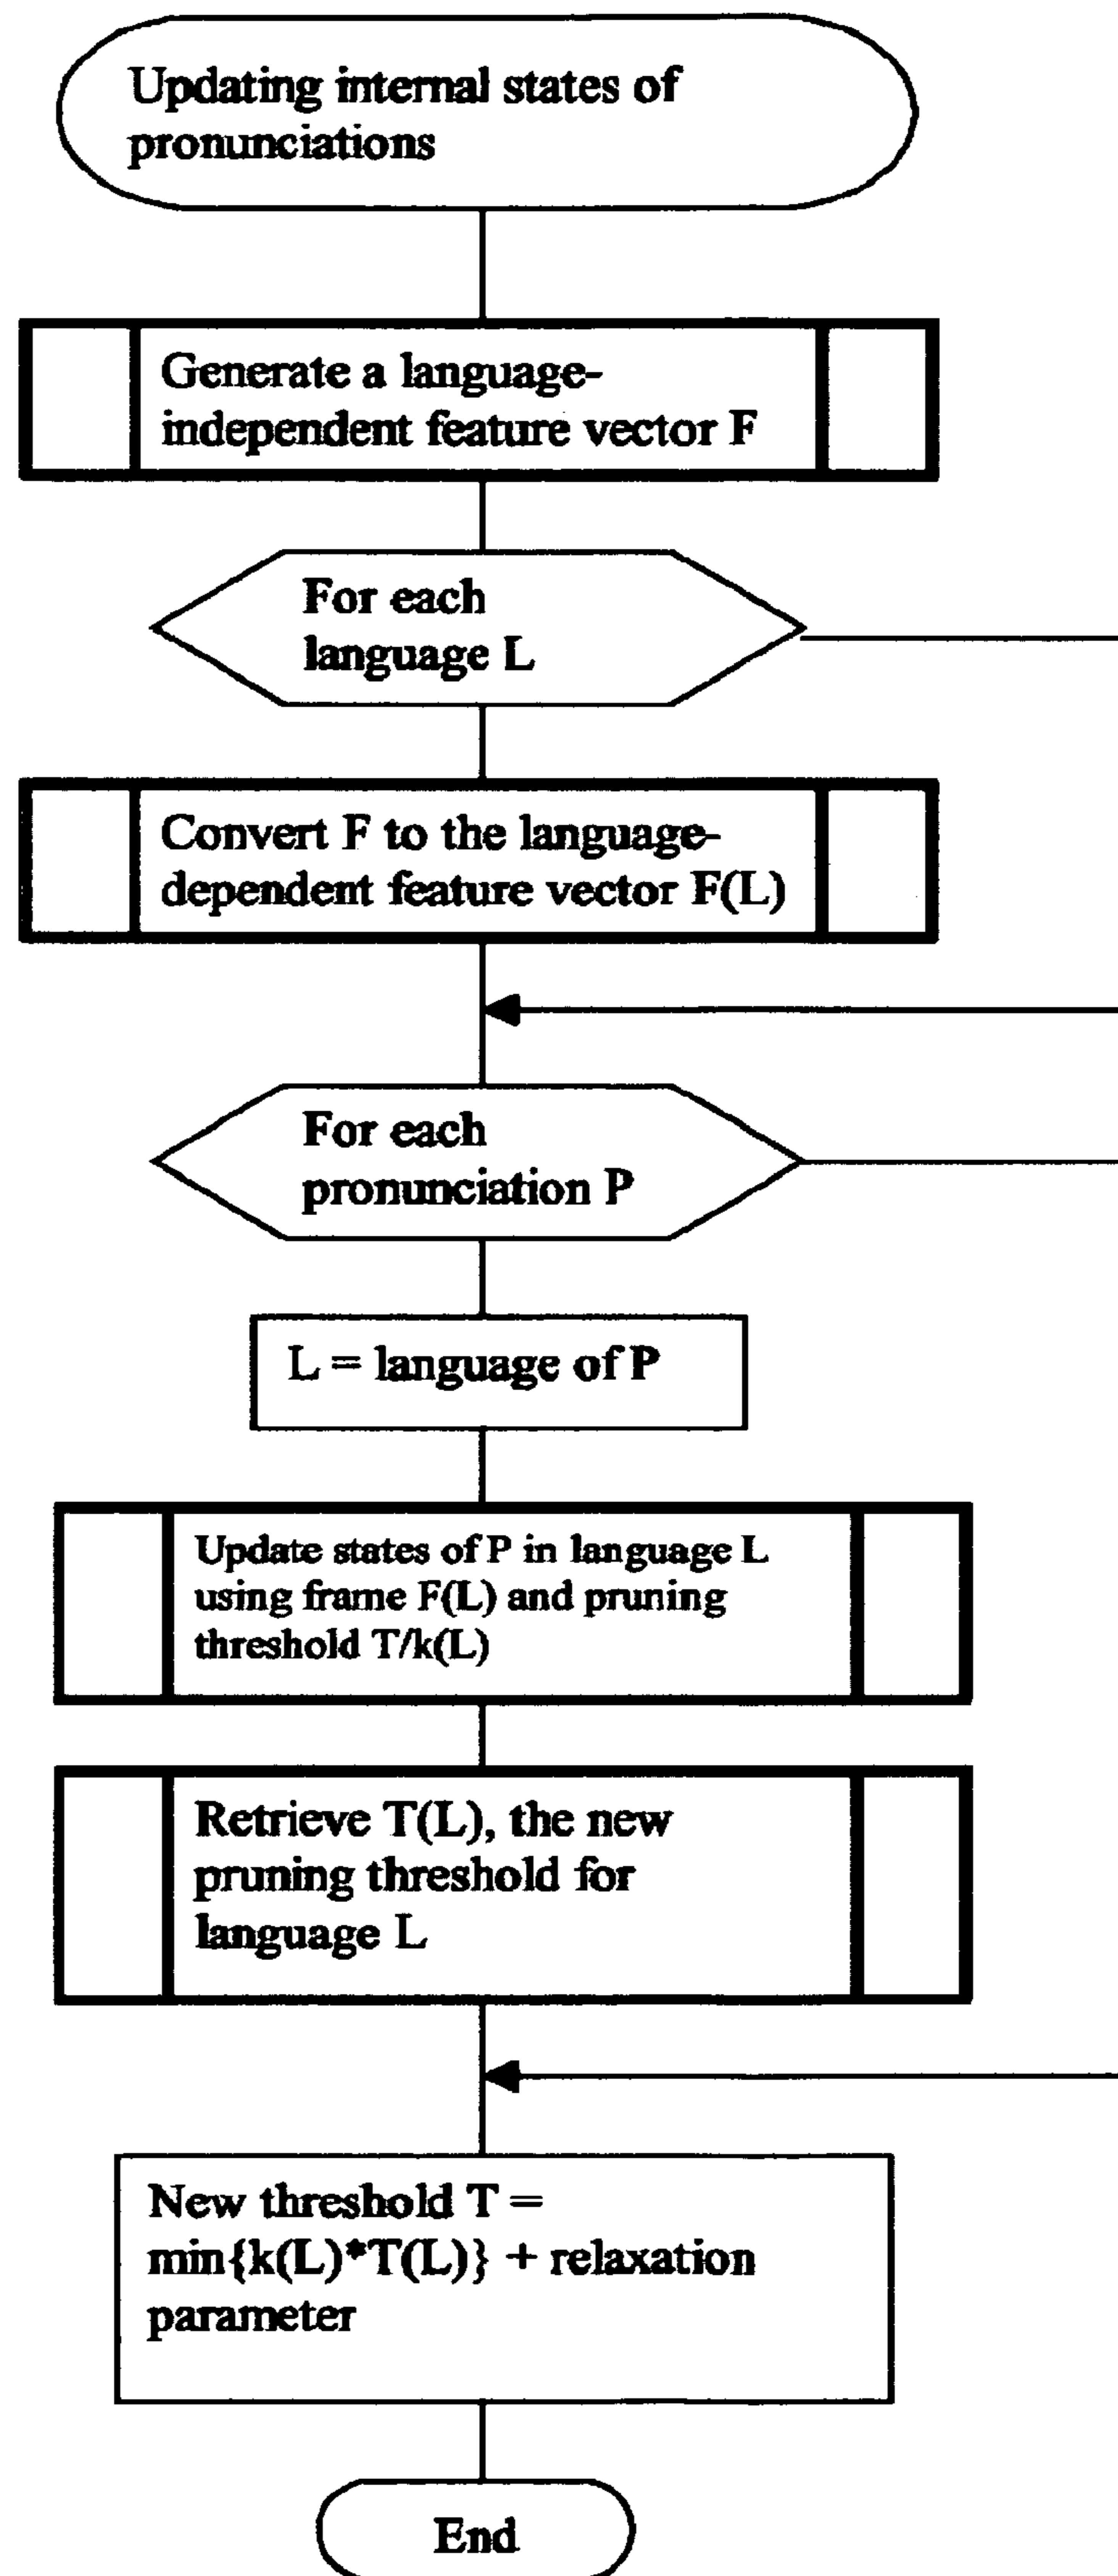 Updating internal states of
pronunciations
Generate a language-
independent feature vector F
For each
language L
Convert F to the language-
dependent feature vector F(L)
For each
pronunciation P
L = language of P
Update states of P in language L
using frame F(L) and pruning
threshold T/k(L)
Retrieve T(L), the new
pruning threshold for
language L
New threshold T =
min{k(L)*T(L)} + relaxation
parameter
End